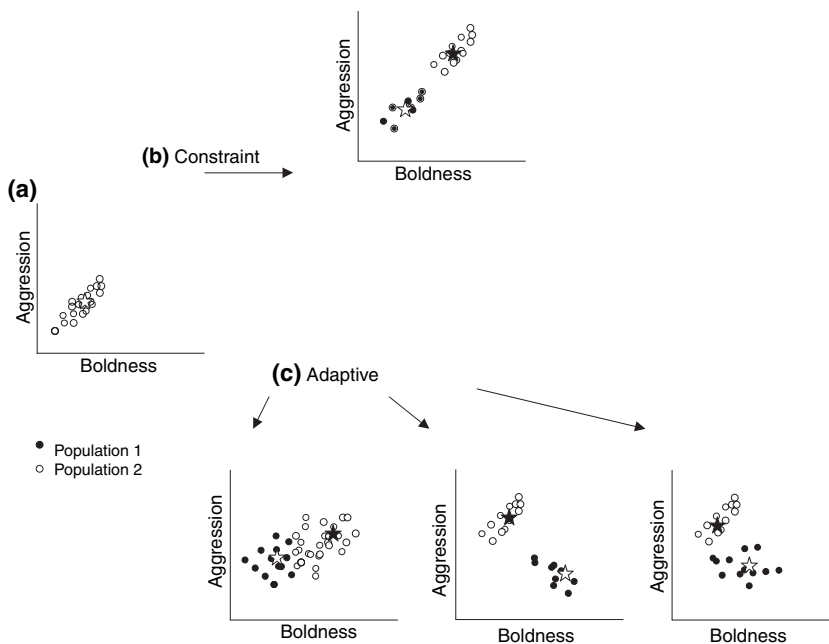 Aggression
Boldness
(b) Constraint
(a)
Aggression
Boldness
(c) Adaptive
Population 1
Population 2
Aggression
Boldness
Aggression
Boldness
Aggression
Boldness